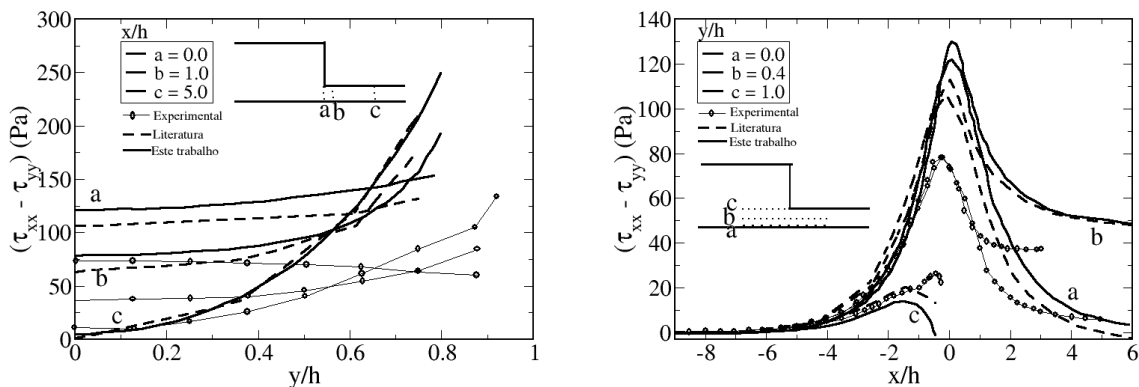 x/h
a = 0.0
b = 1.0
c = 5.0
Experimental
Literatura
Este trabalho
a
b
c
a
b
c
(τxx - τyy) (Pa)
300
250
200
150
100
50
0
0
0.2
0.4
0.6
0.8
1
y/h
y/h
a = 0.0
b = 0.4
c = 1.0
Experimental
Literatura
Este trabalho
c
b
a
b
a
c
(τxx - τyy) (Pa)
140
120
100
80
60
40
20
0
-8
-6
-4
-2
0
2
4
6
x/h